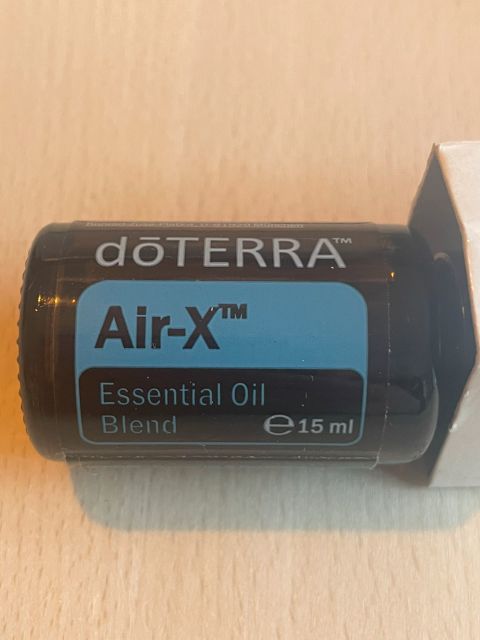 dōTERRA™
Air-X™
Essential Oil
Blend
℮15 ml